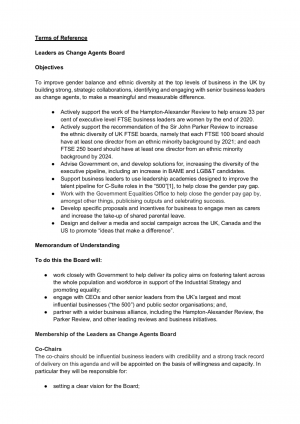 Terms of Reference
Leaders as Change Agents Board
Objectives
To improve gender balance and ethnic diversity at the top levels of business in the UK by
building strong, strategic collaborations, identifying and engaging with senior business leaders
as change agents, to make a meaningful and measurable difference.
● Actively support the work of the Hampton-Alexander Review to help ensure 33 per
cent of executive level FTSE business leaders are women by the end of 2020.
● Actively support the recommendation of the Sir John Parker Review to increase
the ethnic diversity of UK FTSE boards, namely that each FTSE 100 board should
have at least one director from an ethnic minority background by 2021; and each
FTSE 250 board should have at least one director from an ethnic minority
background by 2024.
● Advise Government on, and develop solutions for, increasing the diversity of the
executive pipeline, including an increase in BAME and LGB&T candidates.
● Support business leaders to use leadership academies designed to improve the
talent pipeline for C-Suite roles in the "500"[1], to help close the gender pay gap.
● Work with the Government Equalities Office to help close the gender pay gap by,
amongst other things, publicising outputs and celebrating success.
● Develop specific proposals and incentives for business to engage men as carers
and increase the take-up of shared parental leave.
● Design and deliver a media and social campaign across the UK, Canada and the
US to promote "ideas that make a difference".
Memorandum of Understanding
To do this the Board will:
● work closely with Government to help deliver its policy aims on fostering talent across
the whole population and workforce in support of the Industrial Strategy and
promoting equality;
● engage with CEOs and other senior leaders from the UK's largest and most
influential businesses ("the 500") and public sector organisations; and,
● partner with a wider business alliance, including the Hampton-Alexander Review, the
Parker Review, and other leading reviews and business initiatives.
Membership of the Leaders as Change Agents Board
Co-Chairs
The co-chairs should be influential business leaders with credibility and a strong track record
of delivery on this agenda and will be appointed on the basis of willingness and capacity. In
particular they will be responsible for:
● setting a clear vision for the Board;